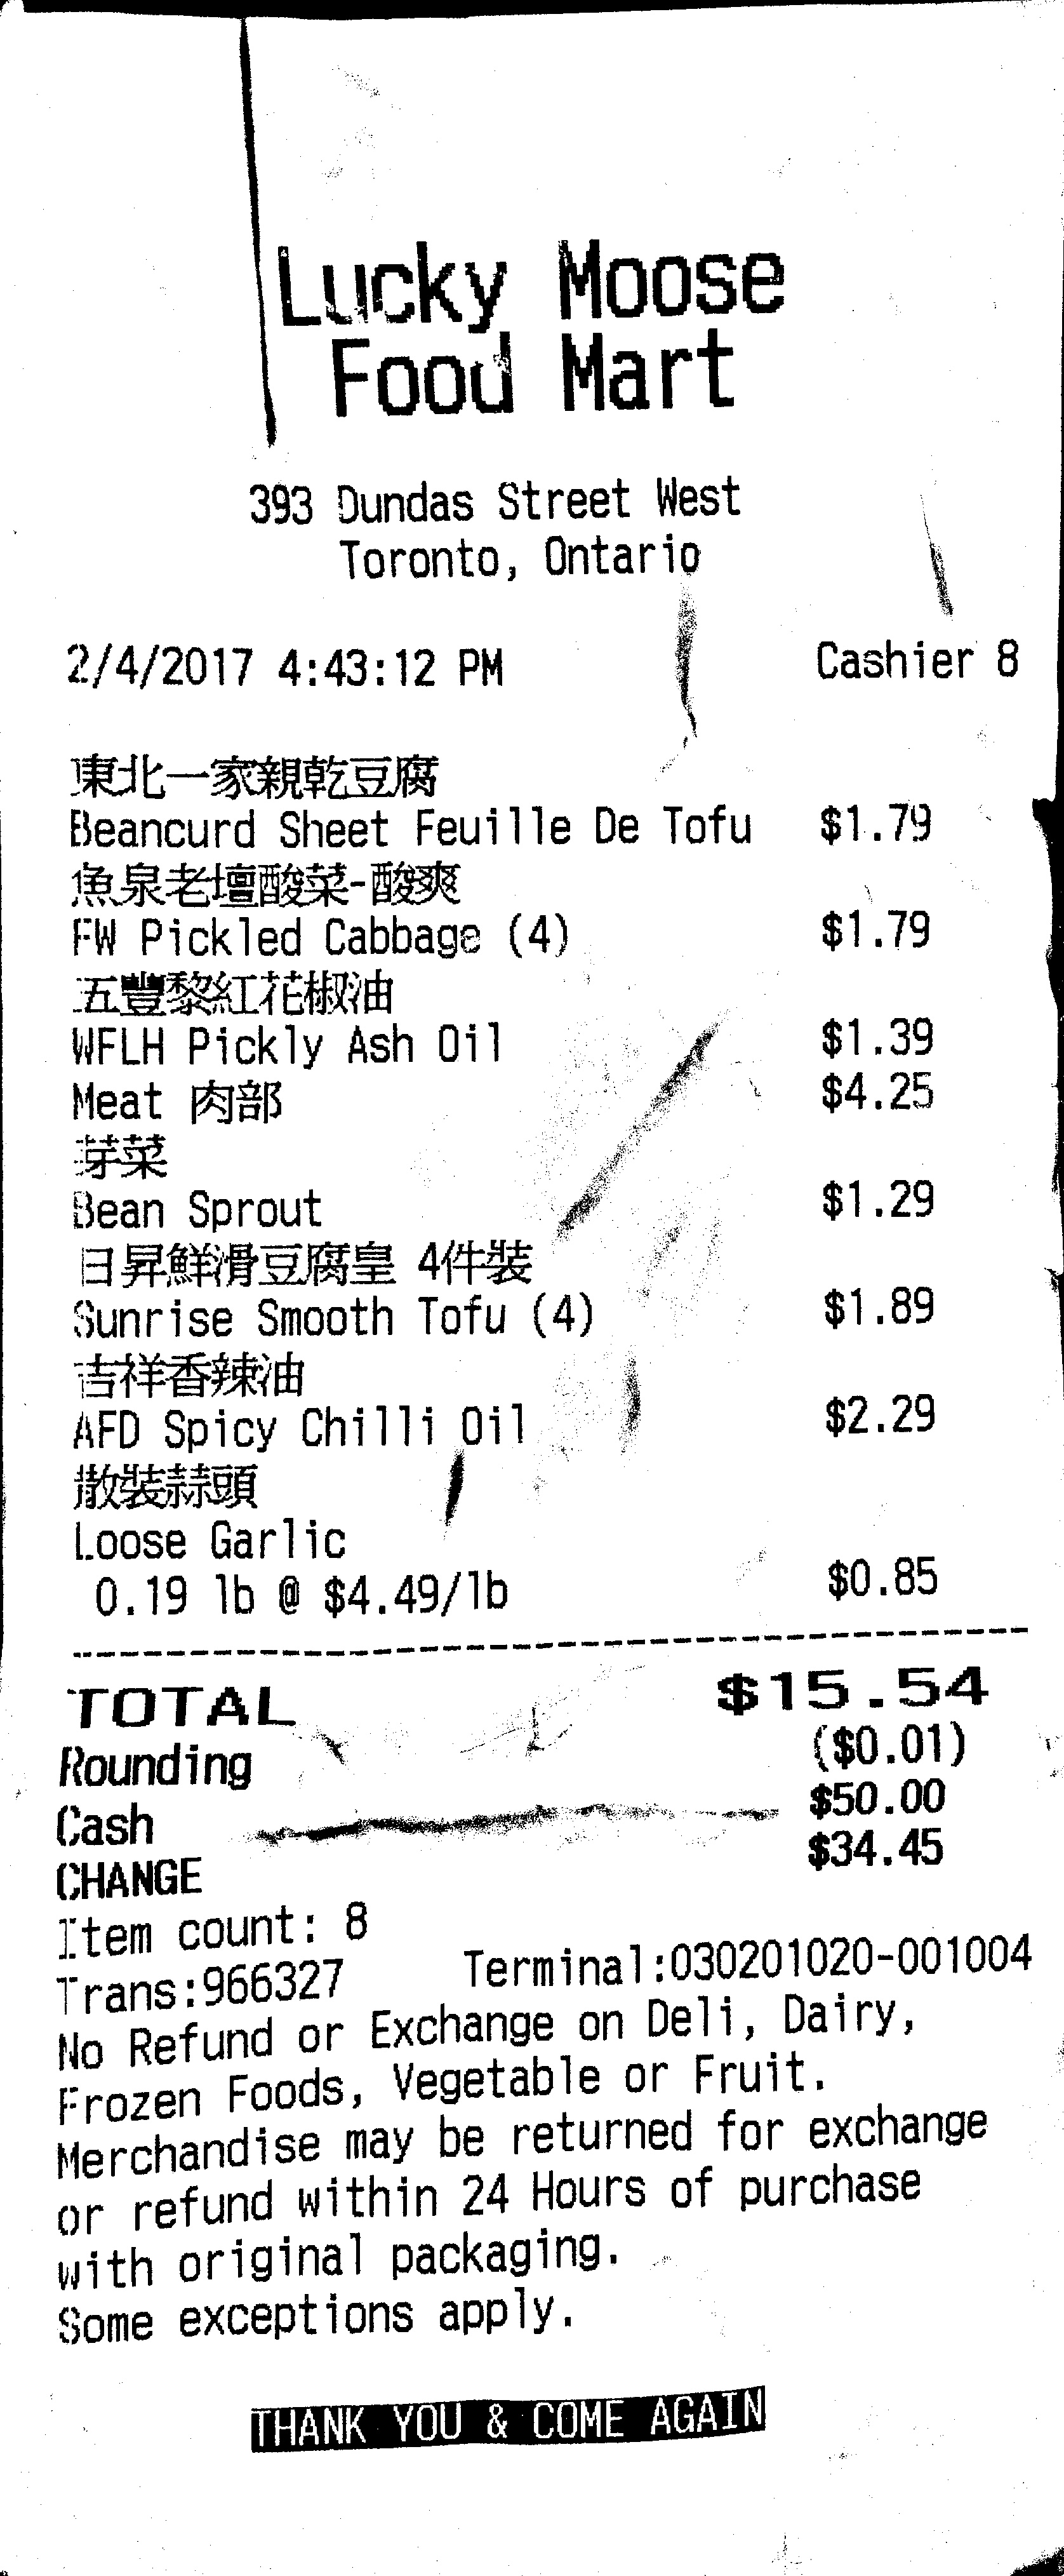 Lucky Moose
Food Mart
393 Dundas Street West
Toronto, Ontario
2/4/2017 4:43:12 PM Cashier 8
東北一家親乾豆腐
Beancurd Sheet Feuille De Tofu $1.79
魚泉老壇酸菜-酸爽
FW Pickled Cabbage (4) $1.79
五豐黎紅花椒油
WFLH Pickly Ash Oil $1.39
Meat 肉部 $4.25
芽菜
Bean Sprout $1.29
日昇鮮滑豆腐皇 4件裝
Sunrise Smooth Tofu (4) $1.89
吉祥香辣油
AFD Spicy Chilli Oil $2.29
散裝蒜頭
Loose Garlic
0.19 lb @ $4.49/lb $0.85
TOTAL $15.54
Rounding ($0.01)
Cash $50.00
CHANGE $34.45
Item count: 8
Trans:966327 Terminal:030201020-001004
No Refund or Exchange on Deli, Dairy,
Frozen Foods, Vegetable or Fruit.
Merchandise may be returned for exchange
or refund within 24 Hours of purchase
with original packaging.
Some exceptions apply.
THANK YOU & COME AGAIN